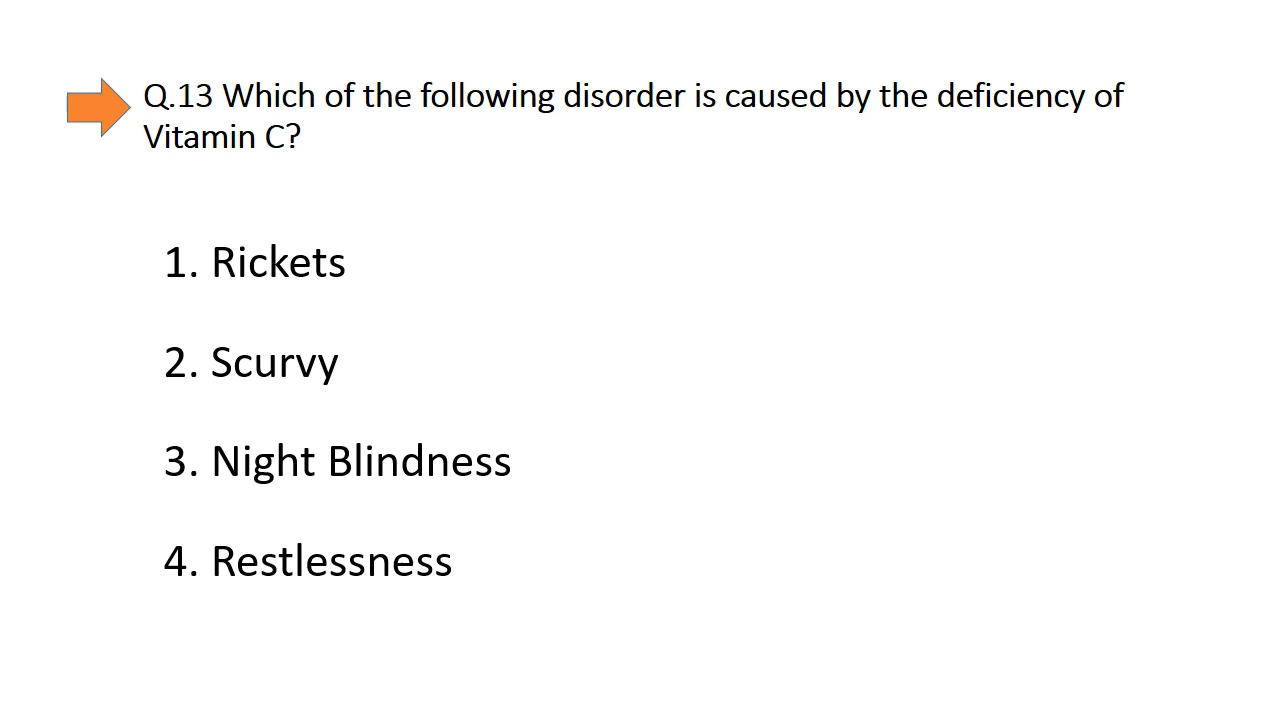 Q.13 Which of the following disorder is caused by the deficiency of
Vitamin C?
1. Rickets
2. Scurvy
3. Night Blindness
4. Restlessness